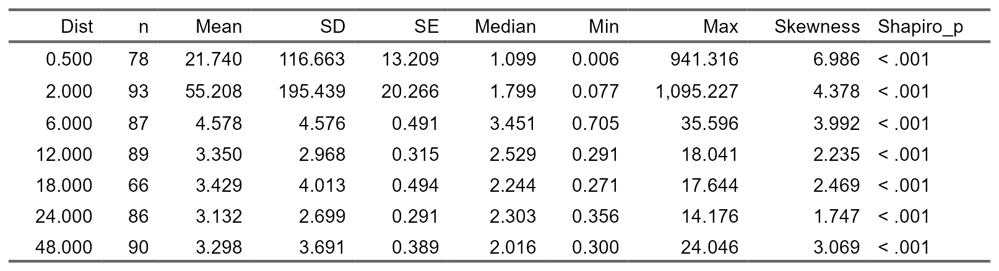 Dist n Mean SD SE Median Min Max Skewness Shapiro_p
0.500 78 21.740 116.663 13.209 1.099 0.006 941.316 6.986 < .001
2.000 93 55.208 195.439 20.266 1.799 0.077 1,095.227 4.378 < .001
6.000 87 4.578 4.576 0.491 3.451 0.705 35.596 3.992 < .001
12.000 89 3.350 2.968 0.315 2.529 0.291 18.041 2.235 < .001
18.000 66 3.429 4.013 0.494 2.244 0.271 17.644 2.469 < .001
24.000 86 3.132 2.699 0.291 2.303 0.356 14.176 1.747 < .001
48.000 90 3.298 3.691 0.389 2.016 0.300 24.046 3.069 < .001